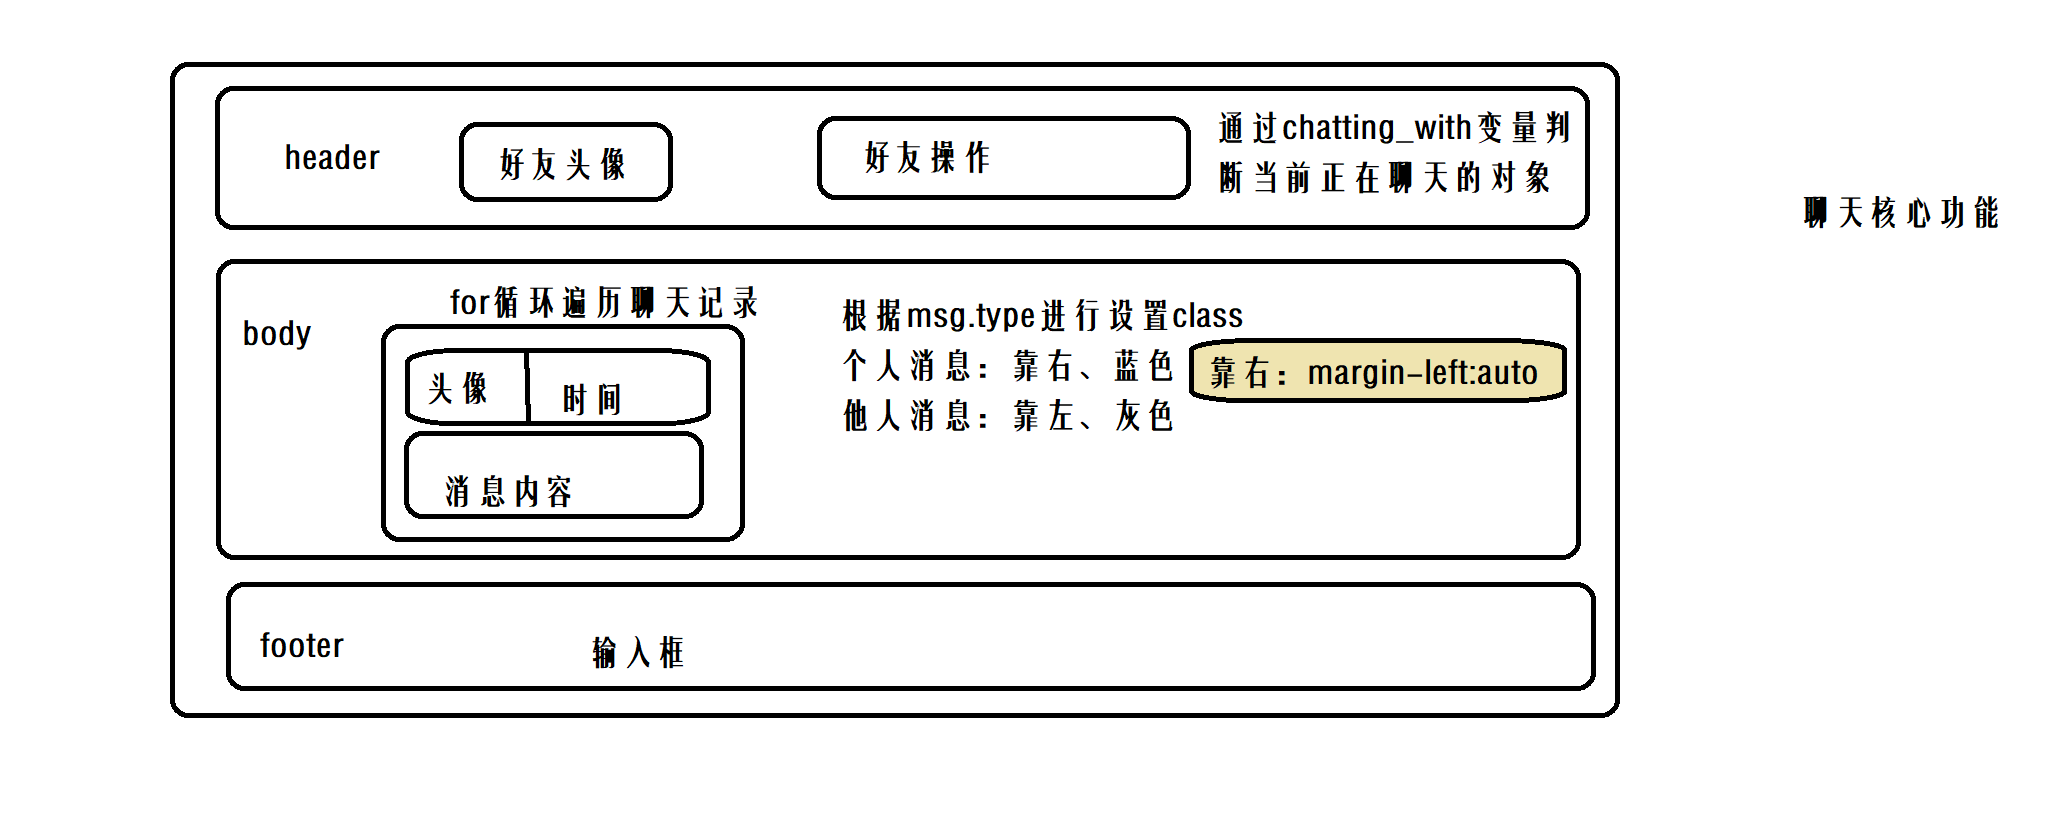 header
好友头像
好友操作
通过chatting_with变量判
断当前正在聊天的对象
聊天核心功能
body
for循环遍历聊天记录
头像
时间
消息内容
根据msg.type进行设置class
个人消息：靠右、蓝色
靠右：margin-left:auto
他人消息：靠左、灰色
footer
输入框